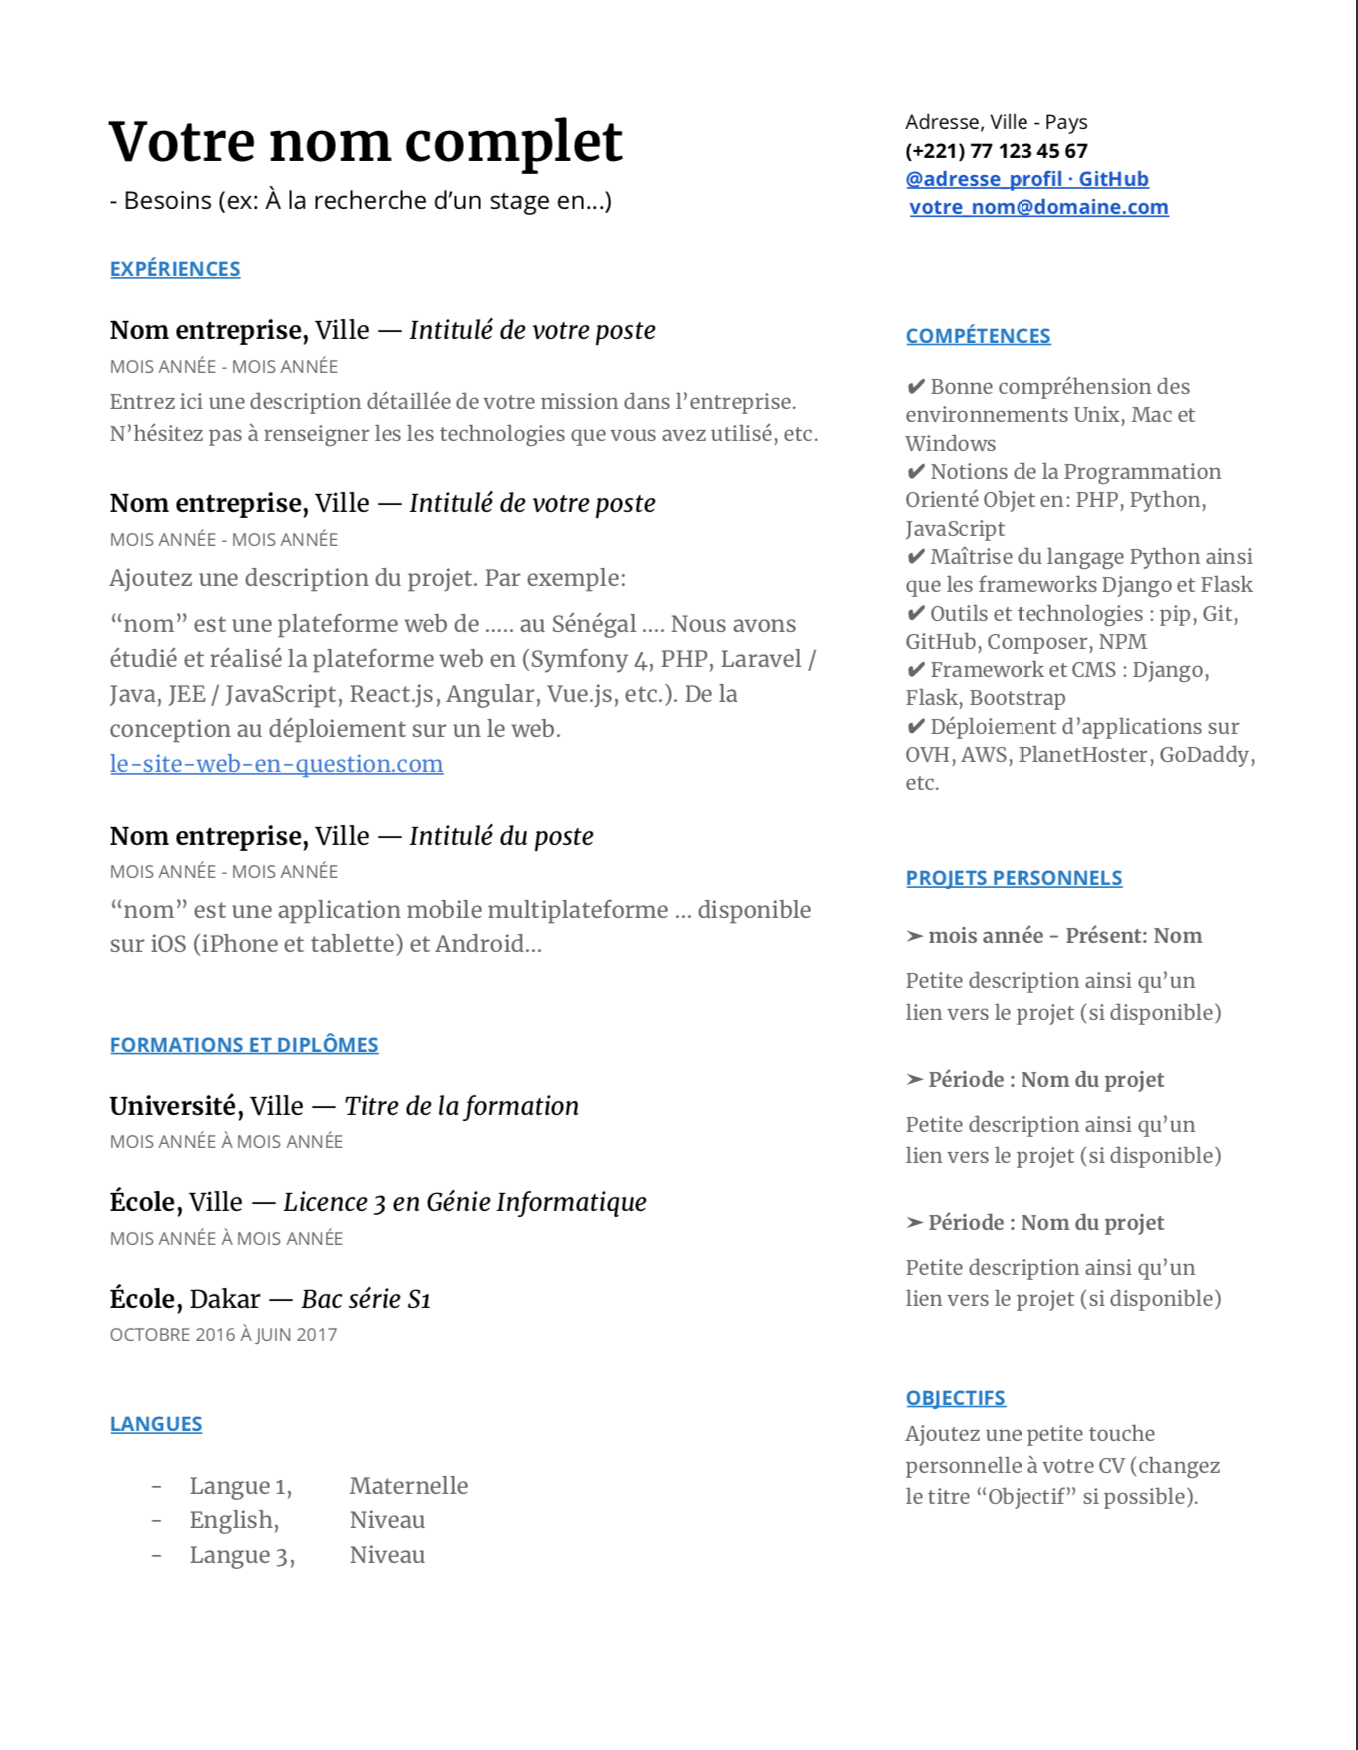 Votre nom complet
- Besoins (ex: À la recherche d’un stage en...)
EXPÉRIENCES
Nom entreprise, Ville — Intitulé de votre poste
MOIS ANNÉE - MOIS ANNÉE
Entrez ici une description détaillée de votre mission dans l’entreprise.
N’hésitez pas à renseigner les les technologies que vous avez utilisé, etc.
Nom entreprise, Ville — Intitulé de votre poste
MOIS ANNÉE - MOIS ANNÉE
Ajoutez une description du projet. Par exemple:
“nom” est une plateforme web de ..... au Sénégal .... Nous avons
étudié et réalisé la plateforme web en (Symfony 4, PHP, Laravel /
Java, JEE / JavaScript, React.js, Angular, Vue.js, etc.). De la
conception au déploiement sur un le web.
le-site-web-en-question.com
Nom entreprise, Ville — Intitulé du poste
MOIS ANNÉE - MOIS ANNÉE
“nom” est une application mobile multiplateforme ... disponible
sur iOS (iPhone et tablette) et Android...
FORMATIONS ET DIPLÔMES
Université, Ville — Titre de la formation
MOIS ANNÉE À MOIS ANNÉE
École, Ville — Licence 3 en Génie Informatique
MOIS ANNÉE À MOIS ANNÉE
École, Dakar — Bac série S1
OCTOBRE 2016 À JUIN 2017
LANGUES
- Langue 1, Maternelle
- English, Niveau
- Langue 3, Niveau
Adresse, Ville - Pays
(+221) 77 123 45 67
@adresse_profil · GitHub
votre_nom@domaine.com
COMPÉTENCES
✔ Bonne compréhension des
environnements Unix, Mac et
Windows
✔ Notions de la Programmation
Orienté Objet en: PHP, Python,
JavaScript
✔ Maîtrise du langage Python ainsi
que les frameworks Django et Flask
✔ Outils et technologies : pip, Git,
GitHub, Composer, NPM
✔ Framework et CMS : Django,
Flask, Bootstrap
✔ Déploiement d’applications sur
OVH, AWS, PlanetHoster, GoDaddy,
etc.
PROJETS PERSONNELS
➢ mois année - Présent: Nom
Petite description ainsi qu’un
lien vers le projet (si disponible)
➢ Période : Nom du projet
Petite description ainsi qu’un
lien vers le projet (si disponible)
➢ Période : Nom du projet
Petite description ainsi qu’un
lien vers le projet (si disponible)
OBJECTIFS
Ajoutez une petite touche
personnelle à votre CV (changez
le titre “Objectif” si possible).